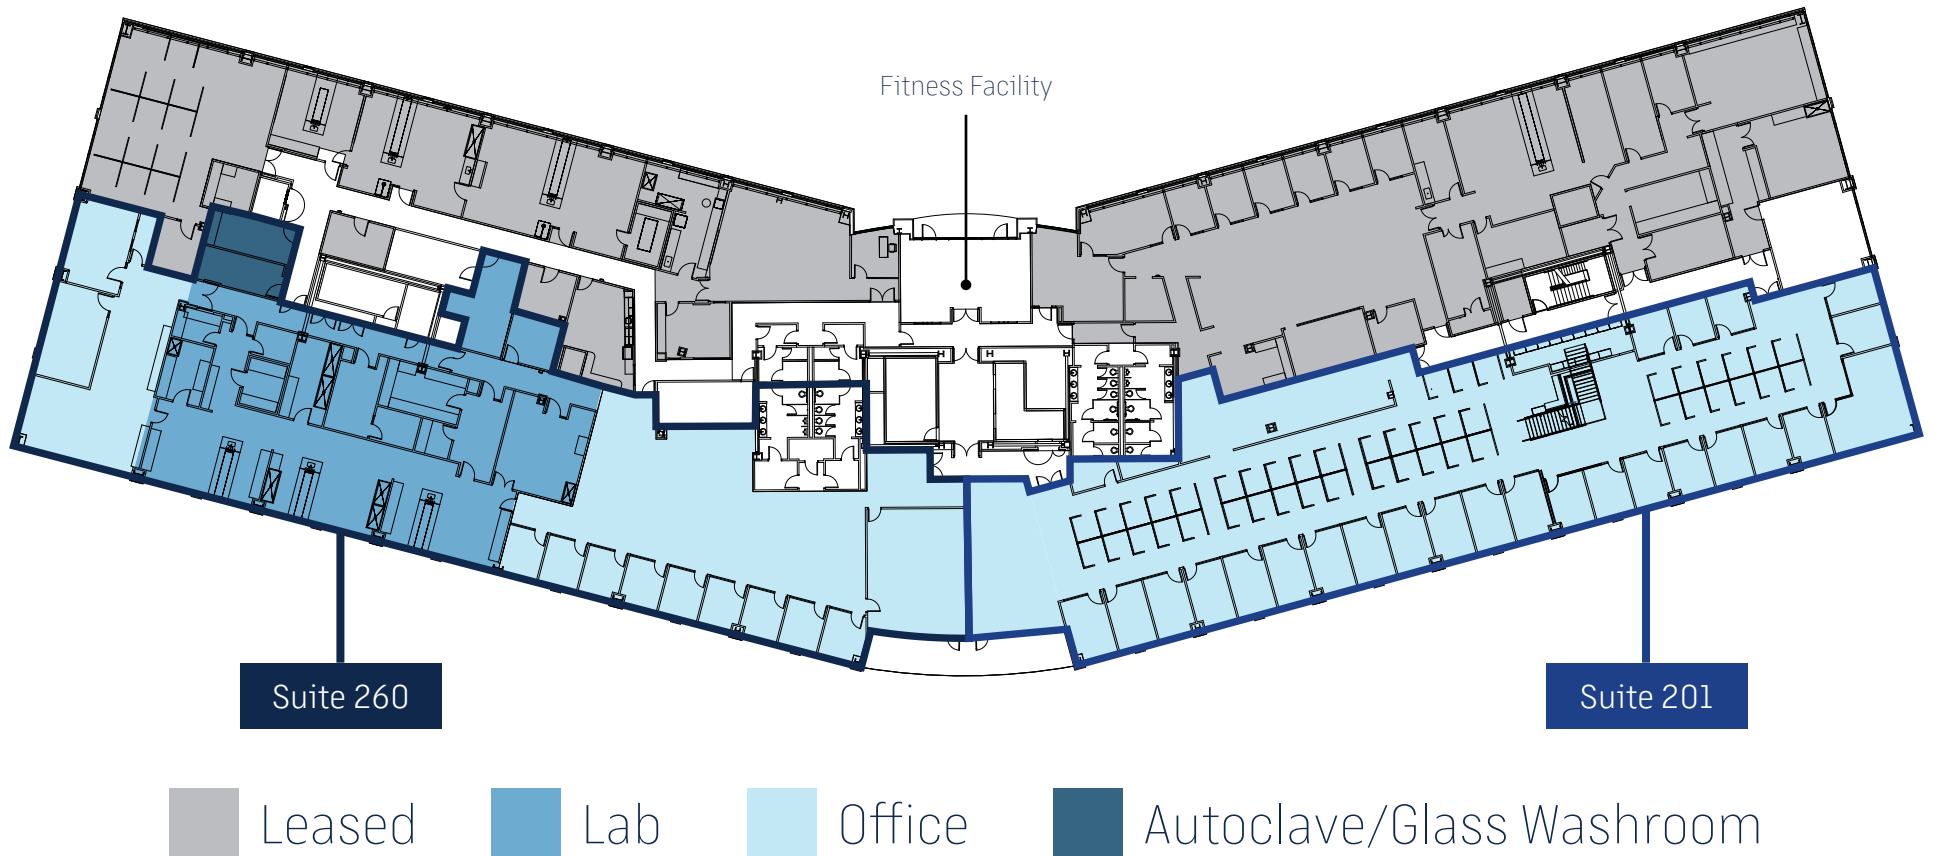 Fitness Facility
Suite 260
Suite 201
Leased
Lab
Office
Autoclave/Glass Washroom